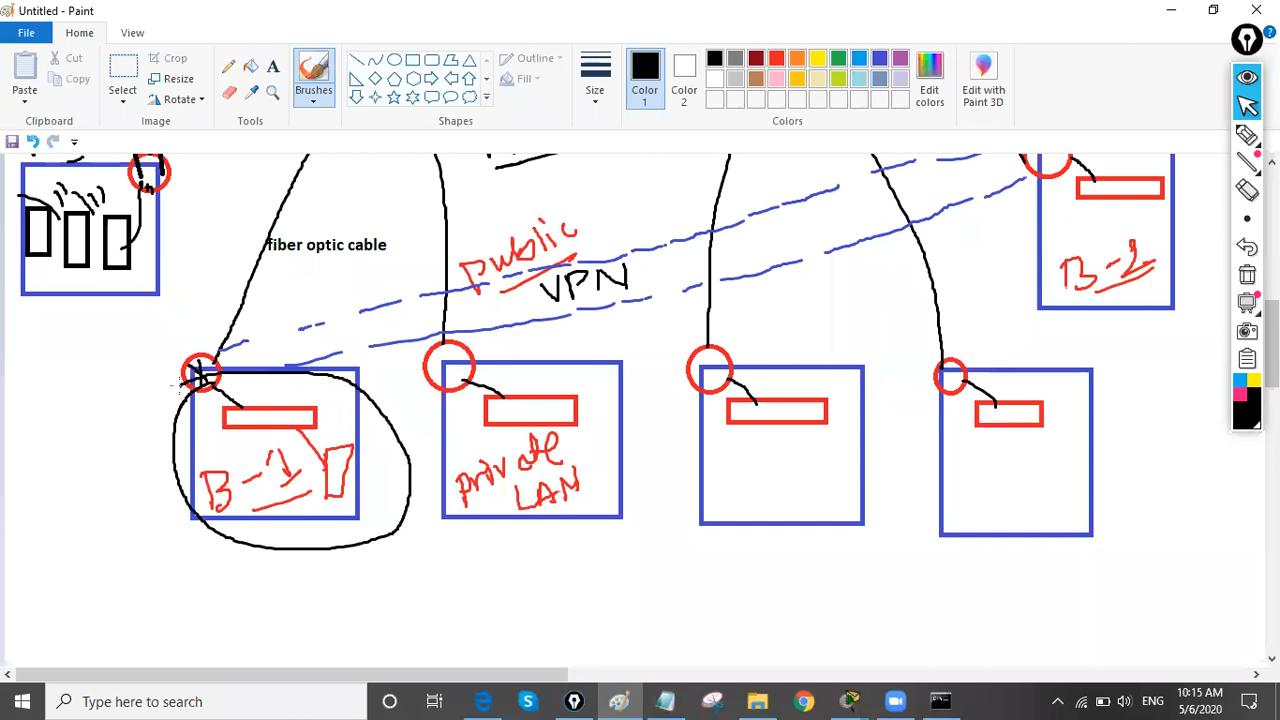 Untitled - Paint
File
Home
View
Paste
Cut
Copy
Clipboard
Select
Crop
Resize
Rotate
Image
Tools
Brushes
Shapes
Outline
Fill
Size
Color
1
Color
2
Colors
Edit
colors
Edit with
Paint 3D
fiber optic cable
Public
VPN
B-2
B-1
private
LAN
Type here to search
ENG
10:15 AM
5/6/2020